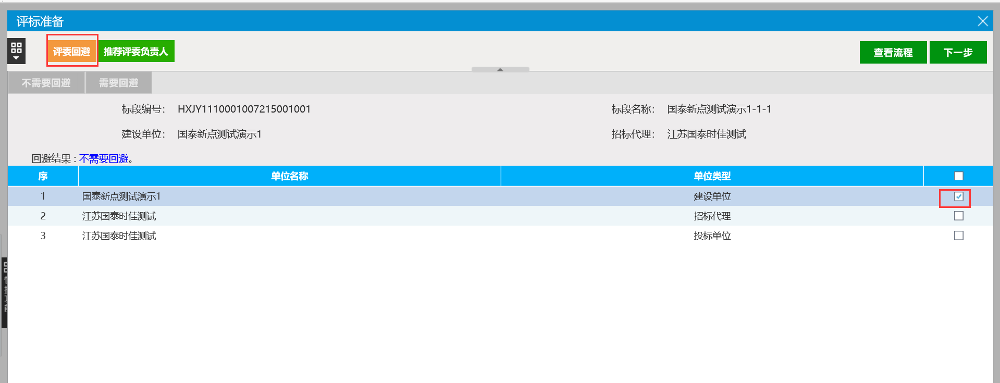 评标准备
评委回避 推荐评委负责人 查看流程 下一步
不需要回避 需要回避
标段编号： HXJY1110001007215001001 标段名称： 国泰新点测试演示1-1-1
建设单位： 国泰新点测试演示1 招标代理： 江苏国泰时佳测试
回避结果：不需要回避。
序 单位名称 单位类型
1 国泰新点测试演示1 建设单位
2 江苏国泰时佳测试 招标代理
3 江苏国泰时佳测试 投标单位